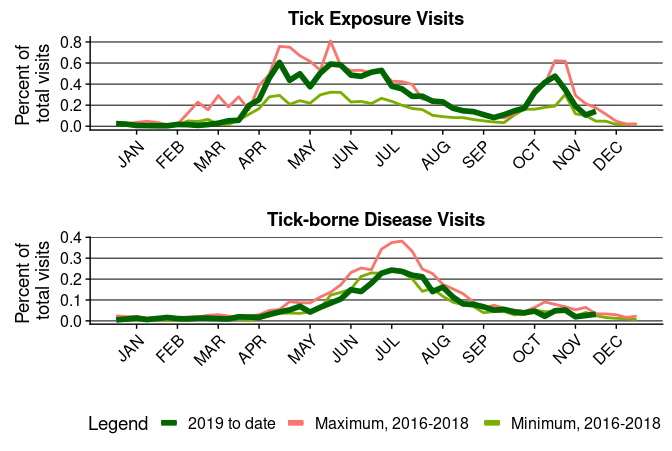 Tick Exposure Visits
Percent of
total visits
0.8
0.6
0.4
0.2
0.0
JAN FEB MAR APR MAY JUN JUL AUG SEP OCT NOV DEC
Tick-borne Disease Visits
Percent of
total visits
0.4
0.3
0.2
0.1
0.0
JAN FEB MAR APR MAY JUN JUL AUG SEP OCT NOV DEC
Legend 2019 to date Maximum, 2016-2018 Minimum, 2016-2018